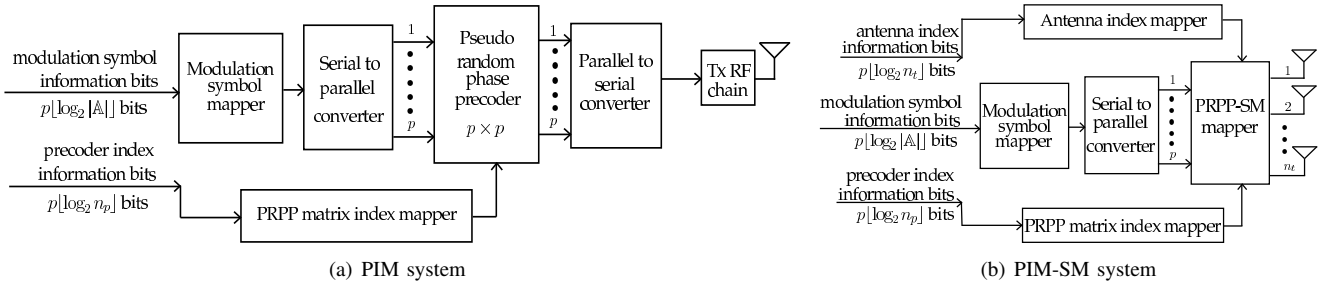 modulation symbol
information bits
p⌊log₂ |𝔸|⌋ bits
precoder index
information bits
p⌊log₂ nₚ⌋ bits
Modulation
symbol
mapper
Serial to
parallel
converter
1
p
Pseudo
random
phase
precoder
p × p
1
p
Parallel to
serial
converter
Tx RF
chain
PRPP matrix index mapper
(a) PIM system
antenna index
information bits
p⌊log₂ nₜ⌋ bits
Antenna index mapper
modulation symbol
information bits
p⌊log₂ |𝔸|⌋ bits
Modulation
symbol
mapper
Serial to
parallel
converter
1
p
PRPP-SM
mapper
1
2
nₜ
precoder index
information bits
p⌊log₂ nₚ⌋ bits
PRPP matrix index mapper
(b) PIM-SM system